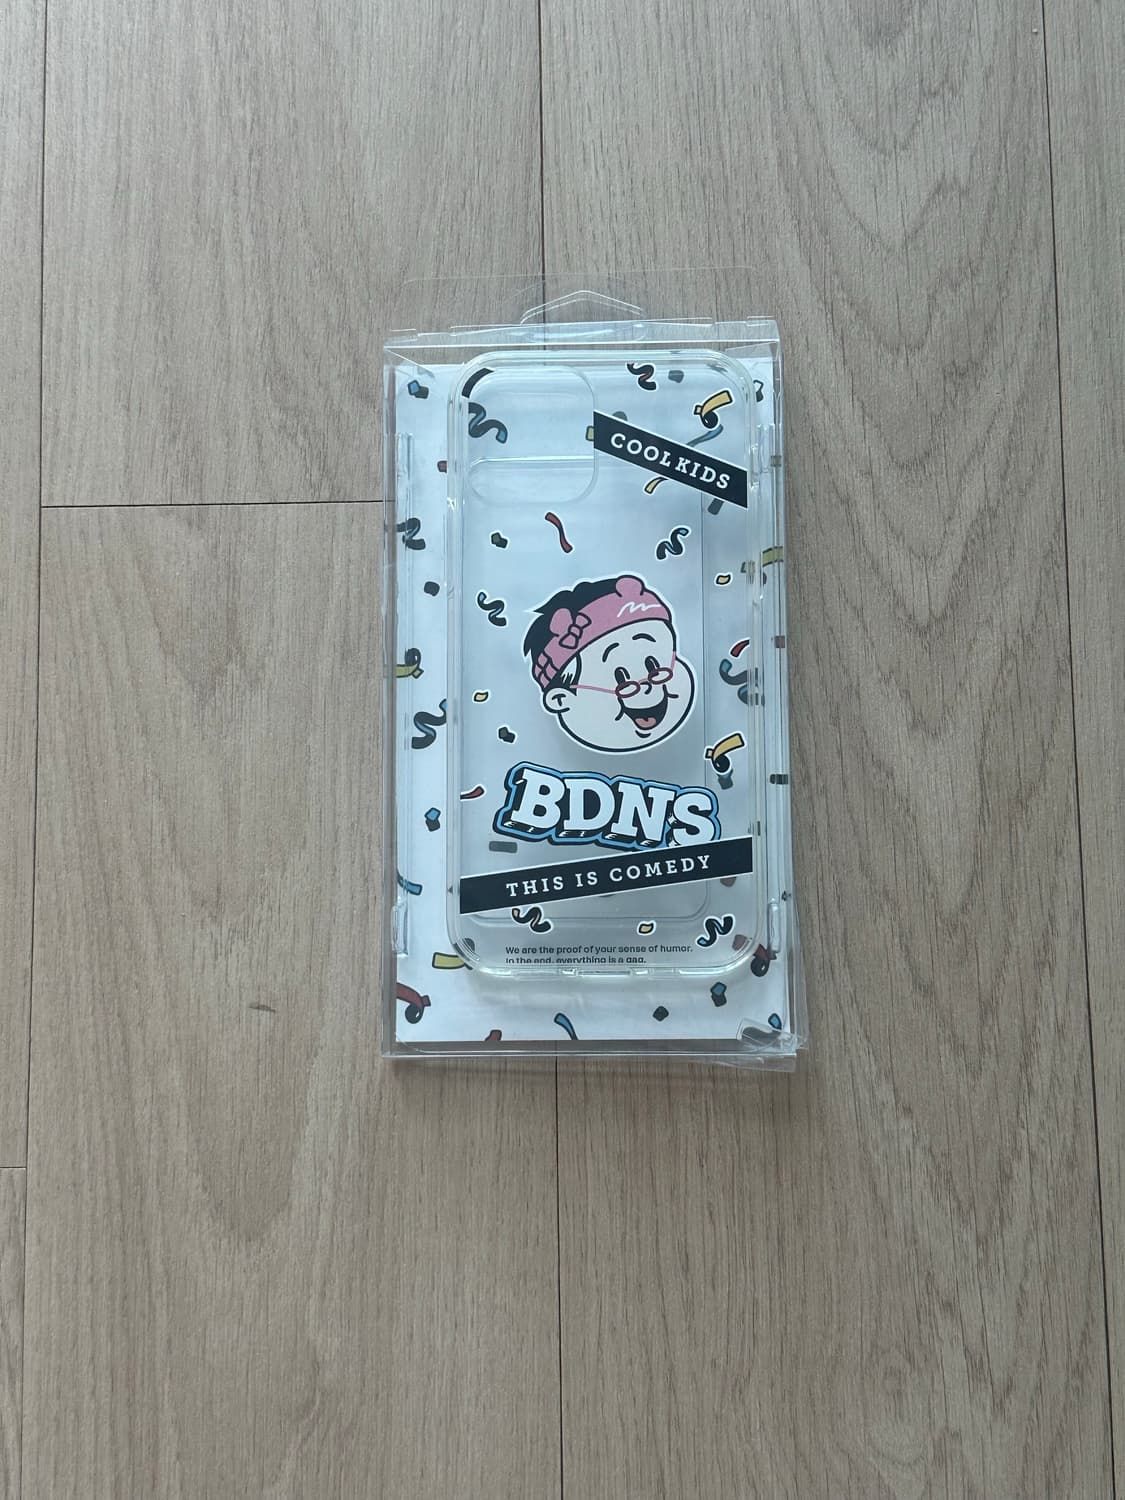 COOL KIDS
BDNS
THIS IS COMEDY
We are the proof of your sense of humor.
In the end, everything is a gag.